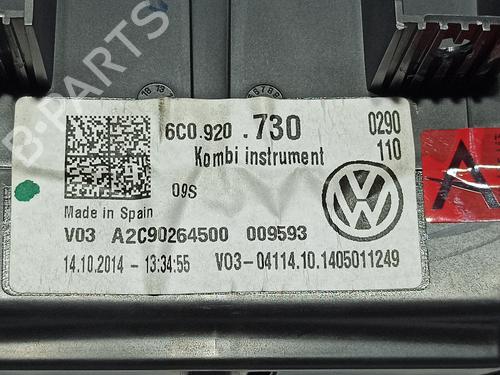 B-PARTS
6C0.920 .730 0290
Kombi instrument 110
09S
A
Made in Spain
V03 A2C90264500 009593
14.10.2014 - 13:34:55 V03-04114.10.1405011249